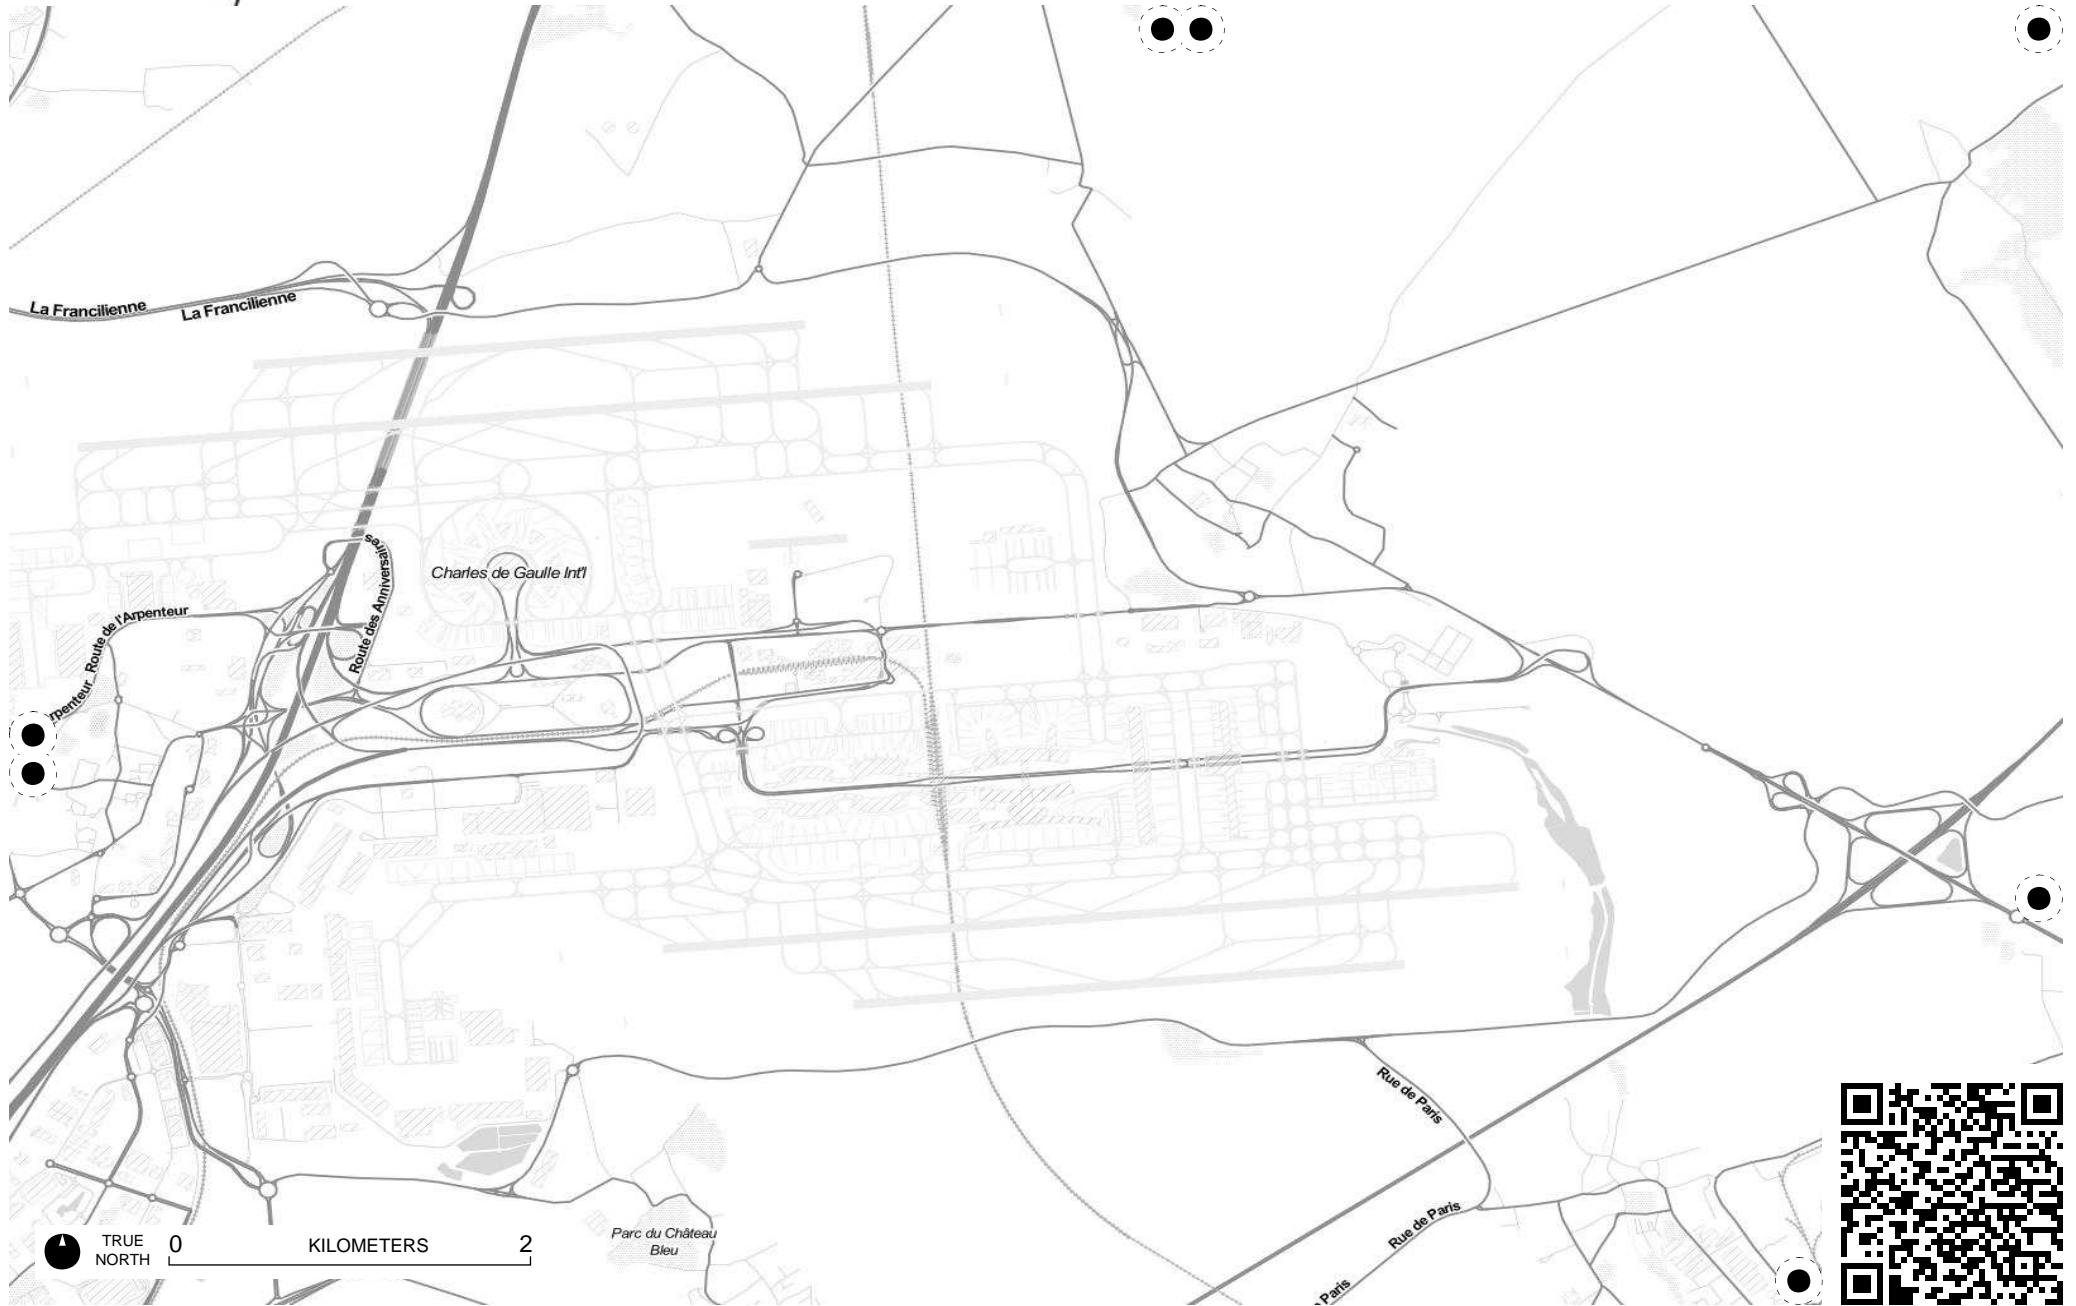 La Francilienne
La Francilienne
Route des Anniversaires
Charles de Gaulle Int'l
Route de l'Arpenteur
rpenteur
Rue de Paris
Rue de Paris
Paris
Parc du Château
Bleu
TRUE
NORTH
0 KILOMETERS 2